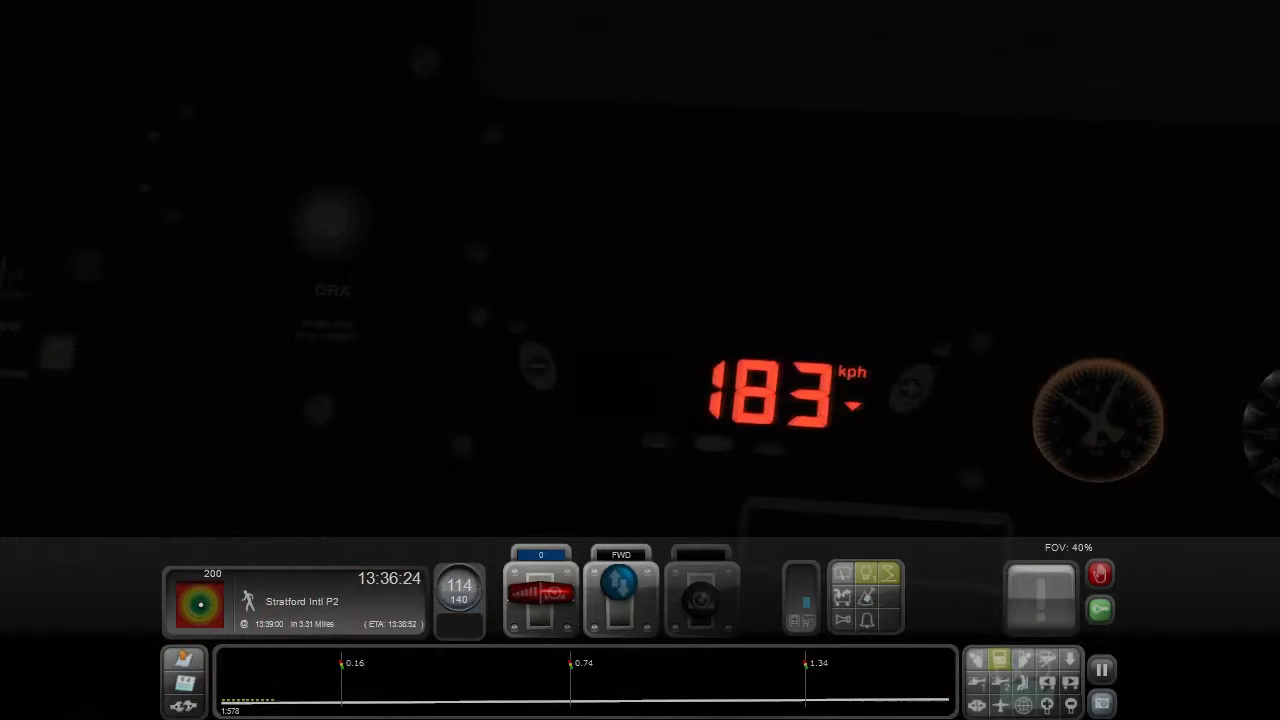 DRA
183 kph
FOV: 40%
0
FWD
200
13:36:24
Stratford Intl P2
@ 13:39:00 in 3.31 Miles ( ETA: 13:38:52 )
114
140
0.16
0.74
1.34
1:578